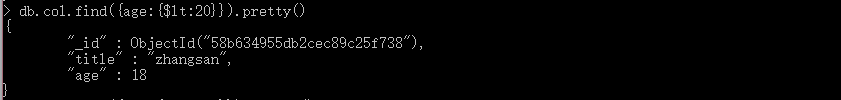 > db.col.find({age:{$lt:20}}).pretty()
{
        "_id" : ObjectId("58b634955db2cec89c25f738"),
        "title" : "zhangsan",
        "age" : 18
}